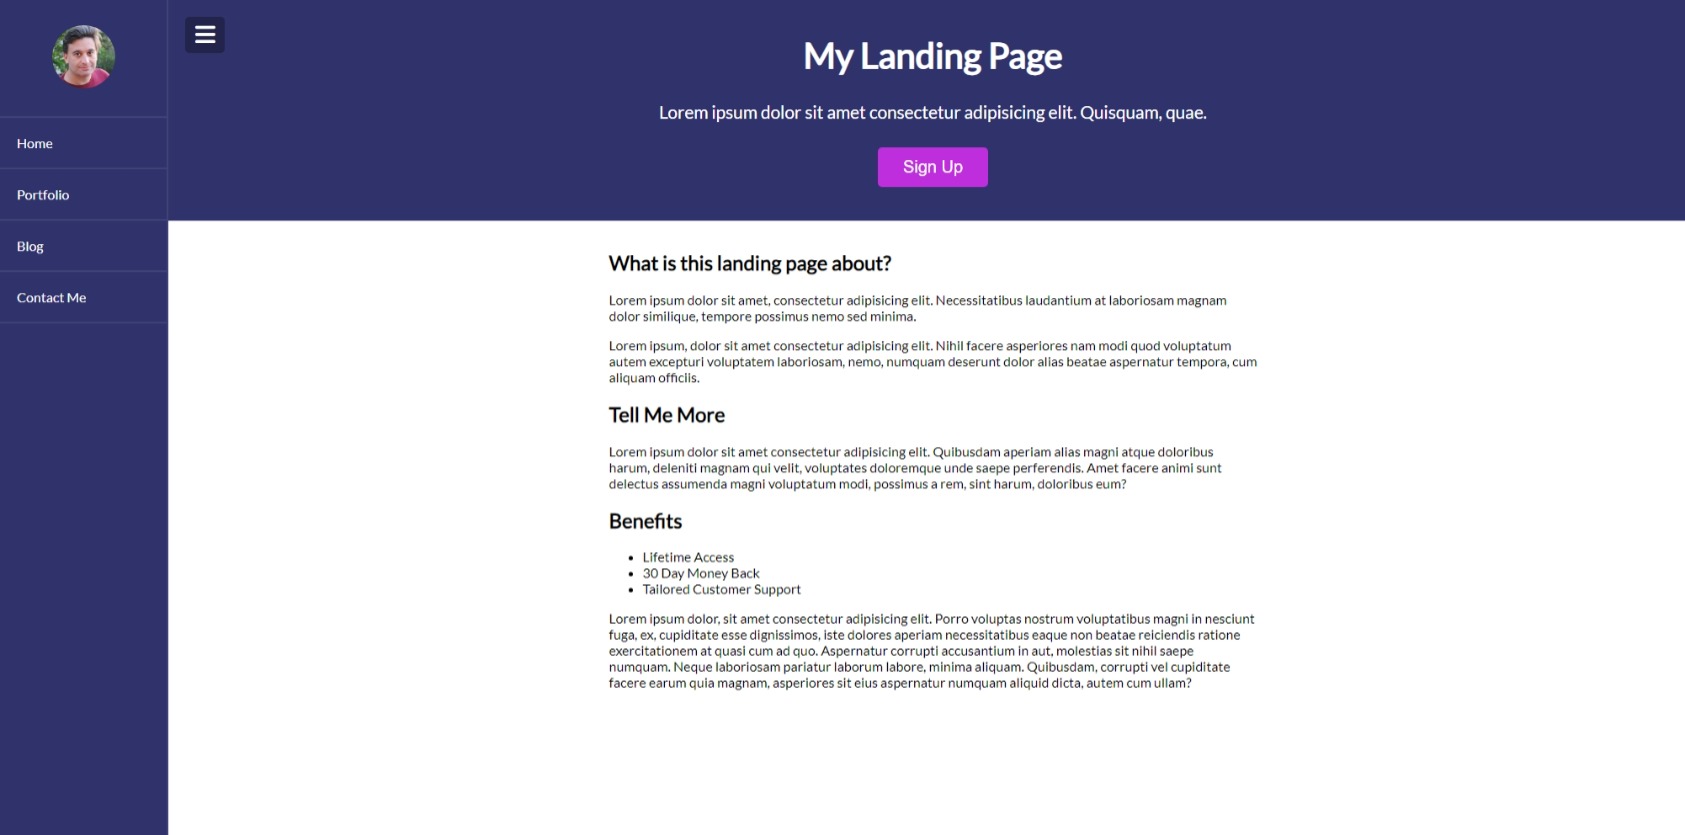 Home
Portfolio
Blog
Contact Me
My Landing Page
Lorem ipsum dolor sit amet consectetur adipisicing elit. Quisquam, quae.
Sign Up
What is this landing page about?
Lorem ipsum dolor sit amet, consectetur adipisicing elit. Necessitatibus laudantium at laboriosam magnam
dolor similique, tempore possimus nemo sed minima.
Lorem ipsum, dolor sit amet consectetur adipisicing elit. Nihil facere asperiores nam modi quod voluptatum
autem excepturi voluptatem laboriosam, nemo, numquam deserunt dolor alias beatae aspernatur tempora, cum
aliquam officiis.
Tell Me More
Lorem ipsum dolor sit amet consectetur adipisicing elit. Quibusdam aperiam alias magni atque doloribus
harum, deleniti magnam qui velit, voluptates doloremque unde saepe perferendis. Amet facere animi sunt
delectus assumenda magni voluptatum modi, possimus a rem, sint harum, doloribus eum?
Benefits
• Lifetime Access
• 30 Day Money Back
• Tailored Customer Support
Lorem ipsum dolor, sit amet consectetur adipisicing elit. Porro voluptas nostrum voluptatibus magni in nesciunt
fuga, ex, cupiditate esse dignissimos, iste dolores aperiam necessitatibus eaque non beatae reiciendis ratione
exercitationem at quasi cum ad quo. Aspernatur corrupti accusantium in aut, molestias sit nihil saepe
numquam. Neque laboriosam pariatur laborum labore, minima aliquam. Quibusdam, corrupti vel cupiditate
facere earum quia magnam, asperiores sit eius aspernatur numquam aliquid dicta, autem cum ullam?